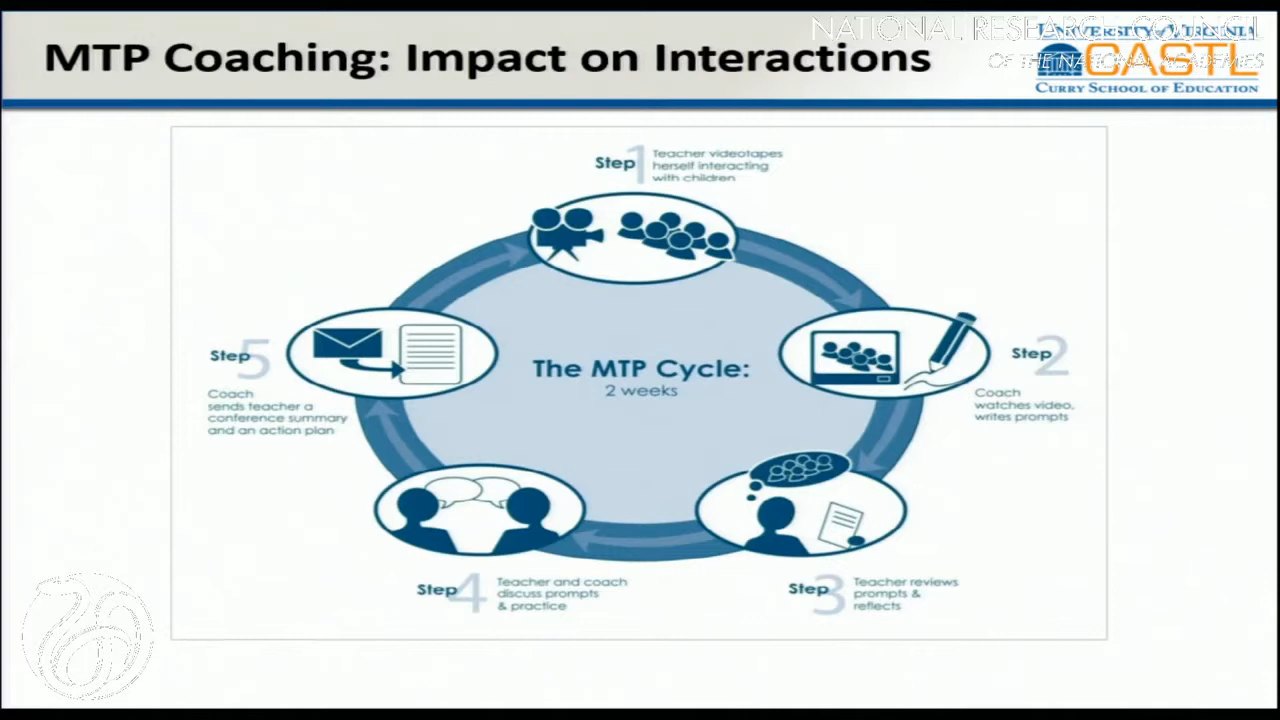 MTP Coaching: Impact on Interactions
NATIONAL RESEARCH COUNCIL
OF THE NATIONAL ACADEMIES
UNIVERSITY of VIRGINIA
CASTL
CURRY SCHOOL OF EDUCATION
Step 1
Teacher videotapes
herself interacting
with children
Step 2
Coach
watches video,
writes prompts
The MTP Cycle:
2 weeks
Step 3
Teacher reviews
prompts &
reflects
Step 4
Teacher and coach
discuss prompts
& practice
Step 5
Coach
sends teacher a
conference summary
and an action plan